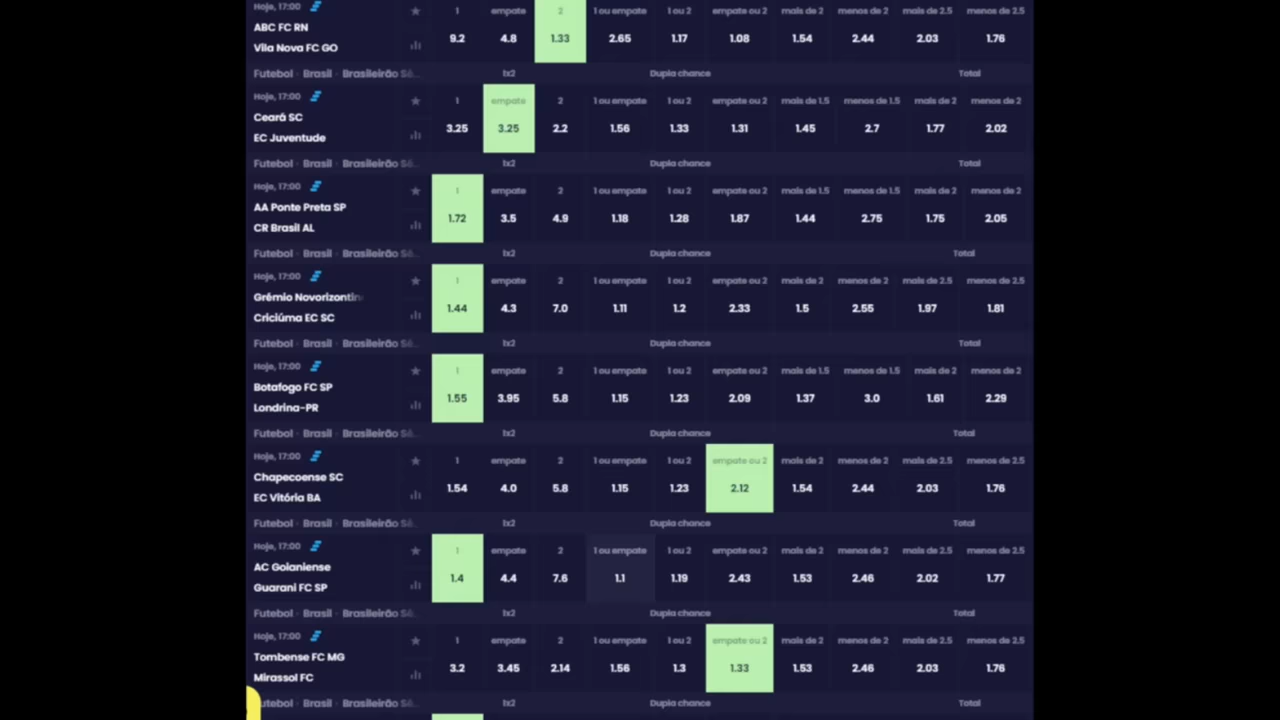 Hoje, 17:00 1 empate 2 1 ou empate 1 ou 2 empate ou 2 mais de 2 menos de 2 mais de 2.5 menos de 2.5
ABC FC RN
9.2 4.8 1.33 2.65 1.17 1.08 1.54 2.44 2.03 1.76
Vila Nova FC GO
Futebol · Brasil · Brasileirão Sé... 1x2 Dupla chance Total
Hoje, 17:00 1 empate 2 1 ou empate 1 ou 2 empate ou 2 mais de 1.5 menos de 1.5 mais de 2 menos de 2
Ceará SC
3.25 3.25 2.2 1.56 1.33 1.31 1.45 2.7 1.77 2.02
EC Juventude
Futebol · Brasil · Brasileirão Sé... 1x2 Dupla chance Total
Hoje, 17:00 1 empate 2 1 ou empate 1 ou 2 empate ou 2 mais de 1.5 menos de 1.5 mais de 2 menos de 2
AA Ponte Preta SP
1.72 3.5 4.9 1.18 1.28 1.87 1.44 2.75 1.75 2.05
CR Brasil AL
Futebol · Brasil · Brasileirão Sé... 1x2 Dupla chance Total
Hoje, 17:00 1 empate 2 1 ou empate 1 ou 2 empate ou 2 mais de 2 menos de 2 mais de 2.5 menos de 2.5
Grêmio Novorizontin
1.44 4.3 7.0 1.11 1.2 2.33 1.5 2.55 1.97 1.81
Criciúma EC SC
Futebol · Brasil · Brasileirão Sé... 1x2 Dupla chance Total
Hoje, 17:00 1 empate 2 1 ou empate 1 ou 2 empate ou 2 mais de 1.5 menos de 1.5 mais de 2 menos de 2
Botafogo FC SP
1.55 3.95 5.8 1.15 1.23 2.09 1.37 3.0 1.61 2.29
Londrina-PR
Futebol · Brasil · Brasileirão Sé... 1x2 Dupla chance Total
Hoje, 17:00 1 empate 2 1 ou empate 1 ou 2 empate ou 2 mais de 2 menos de 2 mais de 2.5 menos de 2.5
Chapecoense SC
1.54 4.0 5.8 1.15 1.23 2.12 1.54 2.44 2.03 1.76
EC Vitória BA
Futebol · Brasil · Brasileirão Sé... 1x2 Dupla chance Total
Hoje, 17:00 1 empate 2 1 ou empate 1 ou 2 empate ou 2 mais de 2 menos de 2 mais de 2.5 menos de 2.5
AC Goianiense
1.4 4.4 7.6 1.1 1.19 2.43 1.53 2.46 2.02 1.77
Guarani FC SP
Futebol · Brasil · Brasileirão Sé... 1x2 Dupla chance Total
Hoje, 17:00 1 empate 2 1 ou empate 1 ou 2 empate ou 2 mais de 2 menos de 2 mais de 2.5 menos de 2.5
Tombense FC MG
3.2 3.45 2.14 1.56 1.3 1.33 1.53 2.46 2.03 1.76
Mirassol FC
utebol · Brasil · Brasileirão Sé... 1x2 Dupla chance Total